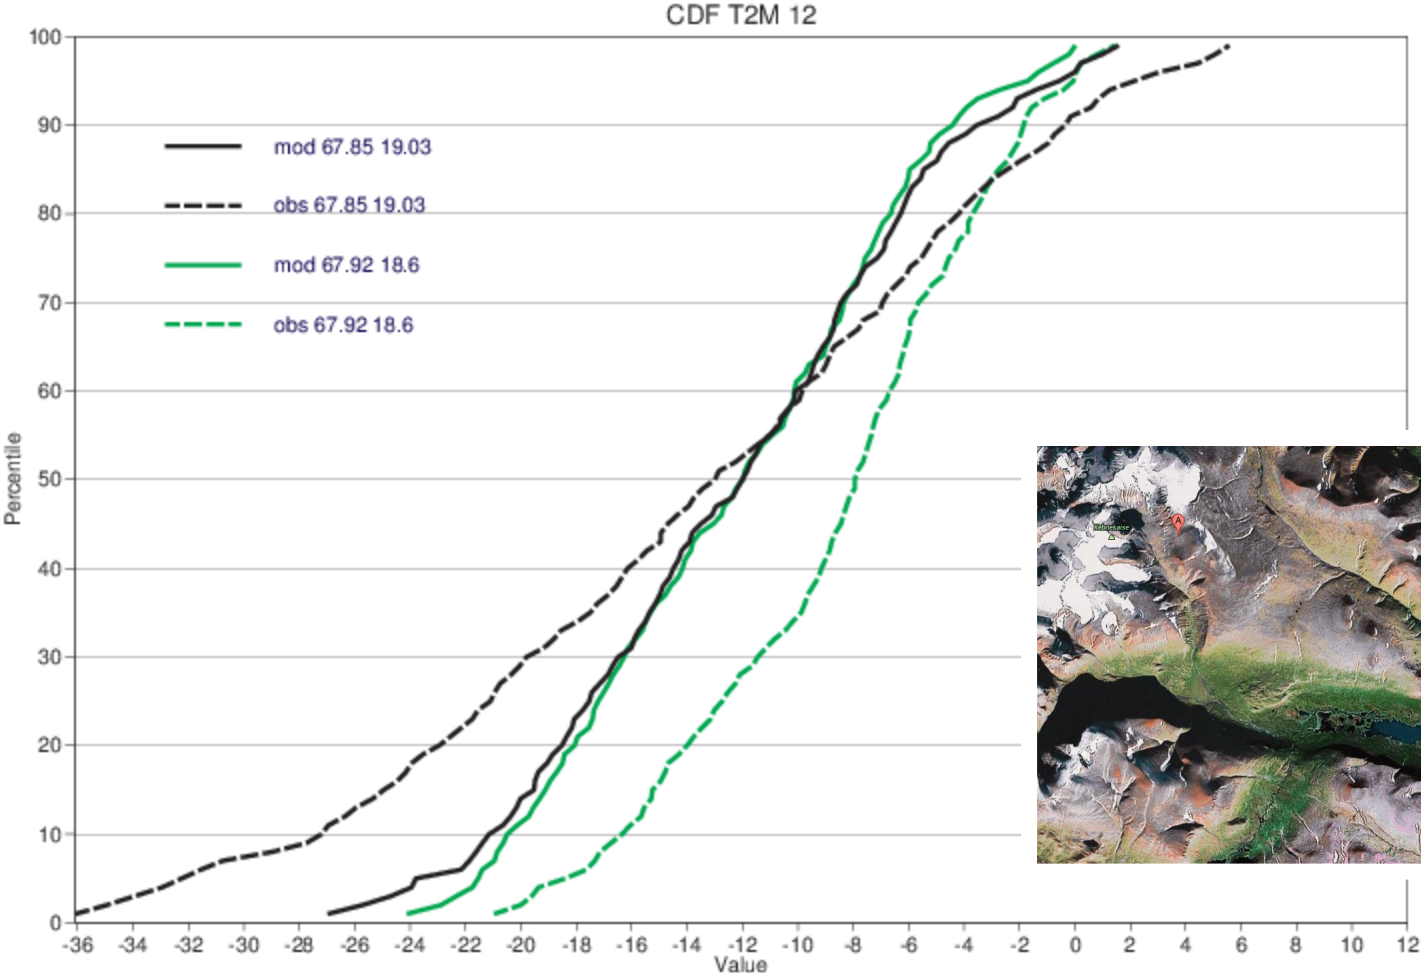 CDF T2M 12
100
90
80
70
60
50
40
30
20
10
0
Percentile
mod 67.85 19.03
obs 67.85 19.03
mod 67.92 18.6
obs 67.92 18.6
Kebnekaise
A
-36 -34 -32 -30 -28 -26 -24 -22 -20 -18 -16 -14 -12 -10 -8 -6 -4 -2 0 2 4 6 8 10 12
Value